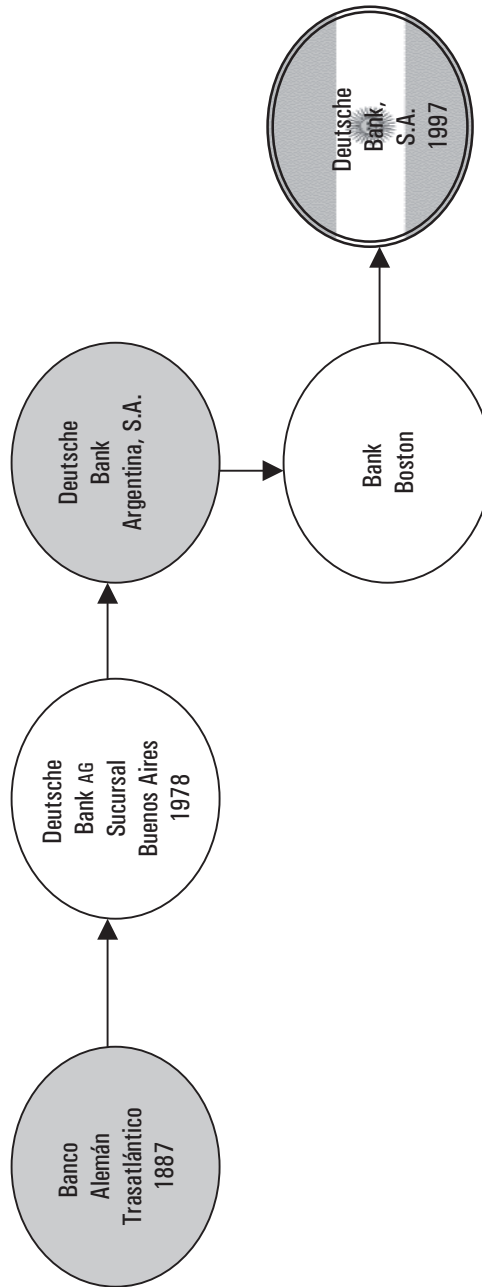 Banco
Alemán
Trasatlántico
1887
Deutsche
Bank AG
Sucursal
Buenos Aires
1978
Deutsche
Bank
Argentina, S.A.
Bank
Boston
Deutsche
Bank,
S.A.
1997